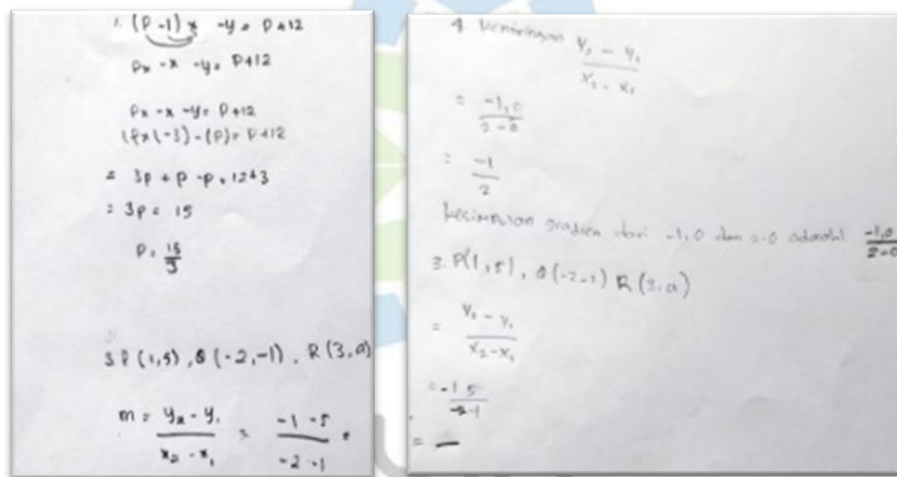 1. (P-1)x -y = P+12
Px -x -y = P+12
Px -x -y = P+12
= 3P + P - P = 12+3
= 3P = 15
P = 15/3
3 P (1,5), Q (-2,-1), R (3,a)
m = y₂ - y₁ / x₂ - x₁ = -1 -5 / -2 -1 =
4. Kemiringan y₂ - y₁ / x₂ - x₁
= -1,0 / 2-0
= -1 / 2
Kesimpulan gradien dari -1,0 dan 2-0 adalah -1,0 / 2-0
3. P(1,5), Q(-2-1) R(3,a)
= y₂ - y₁ / x₂ - x₁
= -1 5 / -2-1
= —